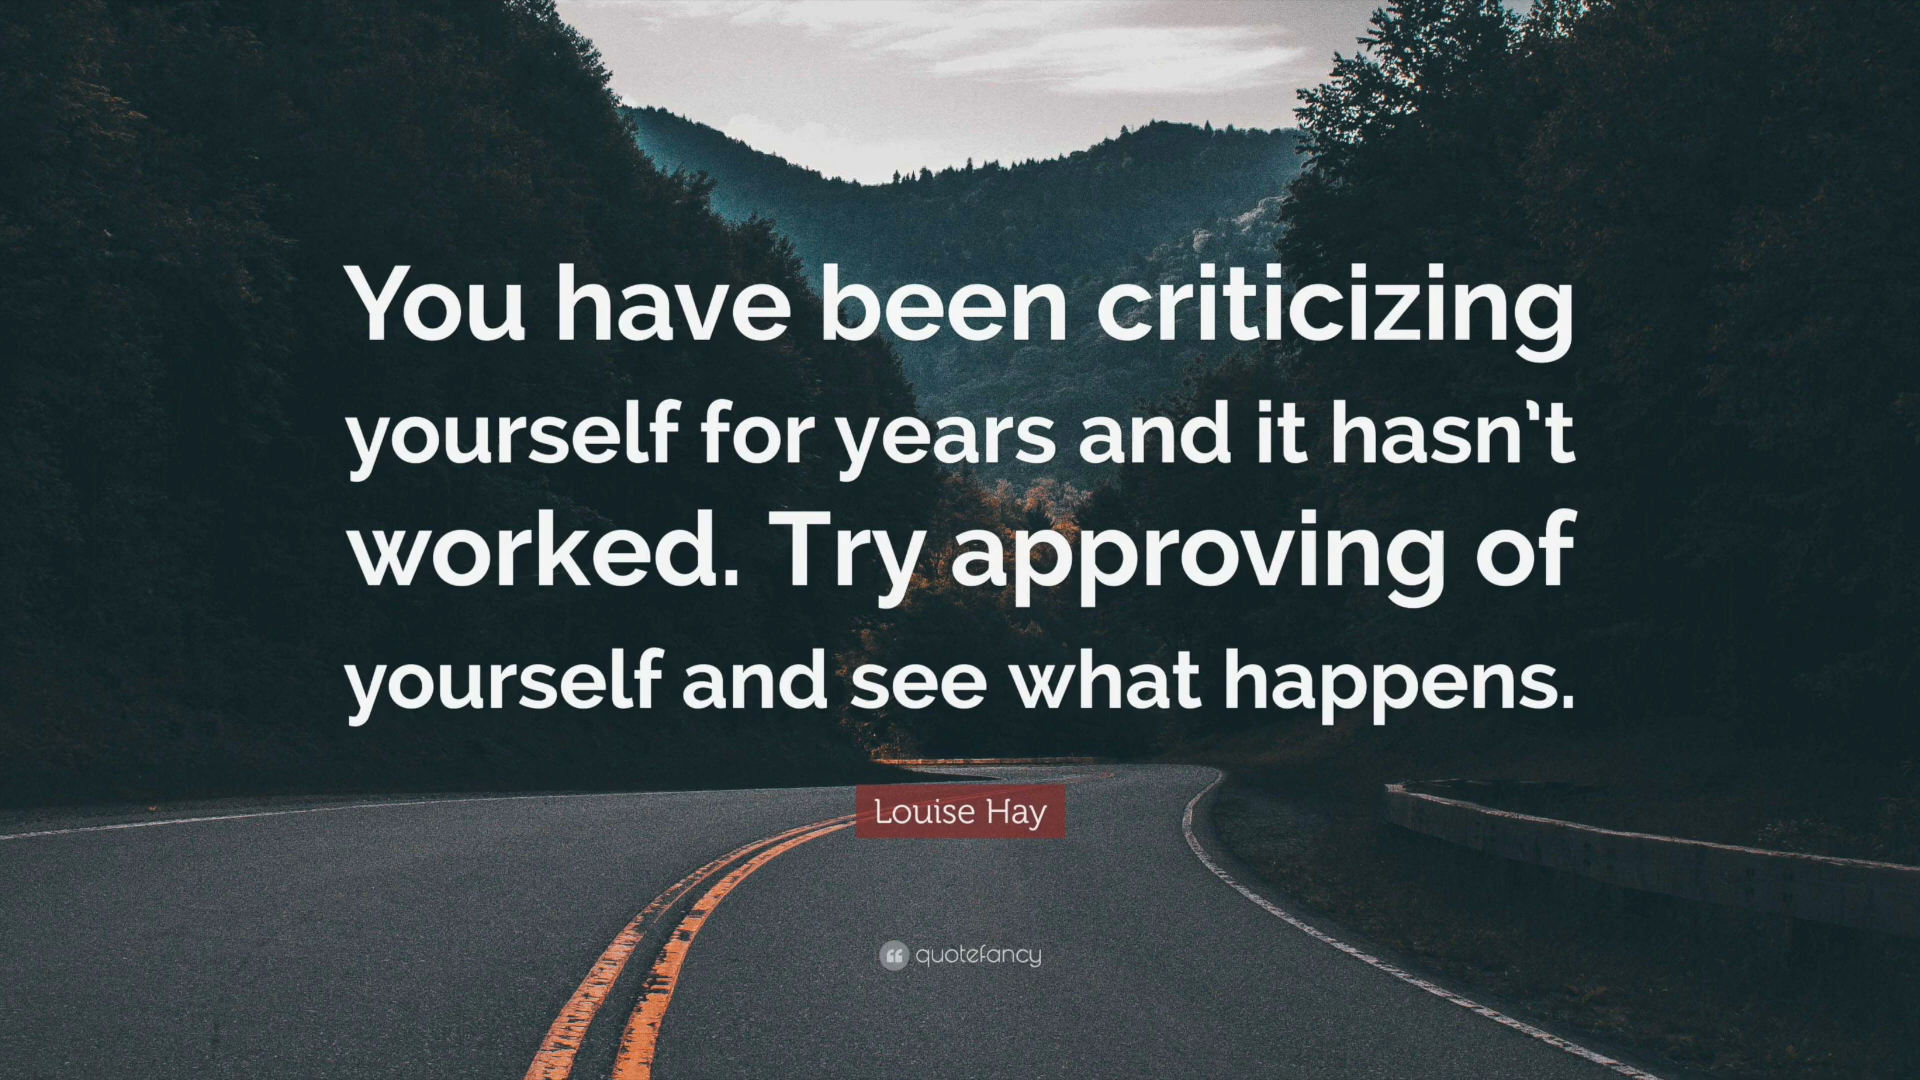 You have been criticizing
yourself for years and it hasn’t
worked. Try approving of
yourself and see what happens.
Louise Hay
quotefancy